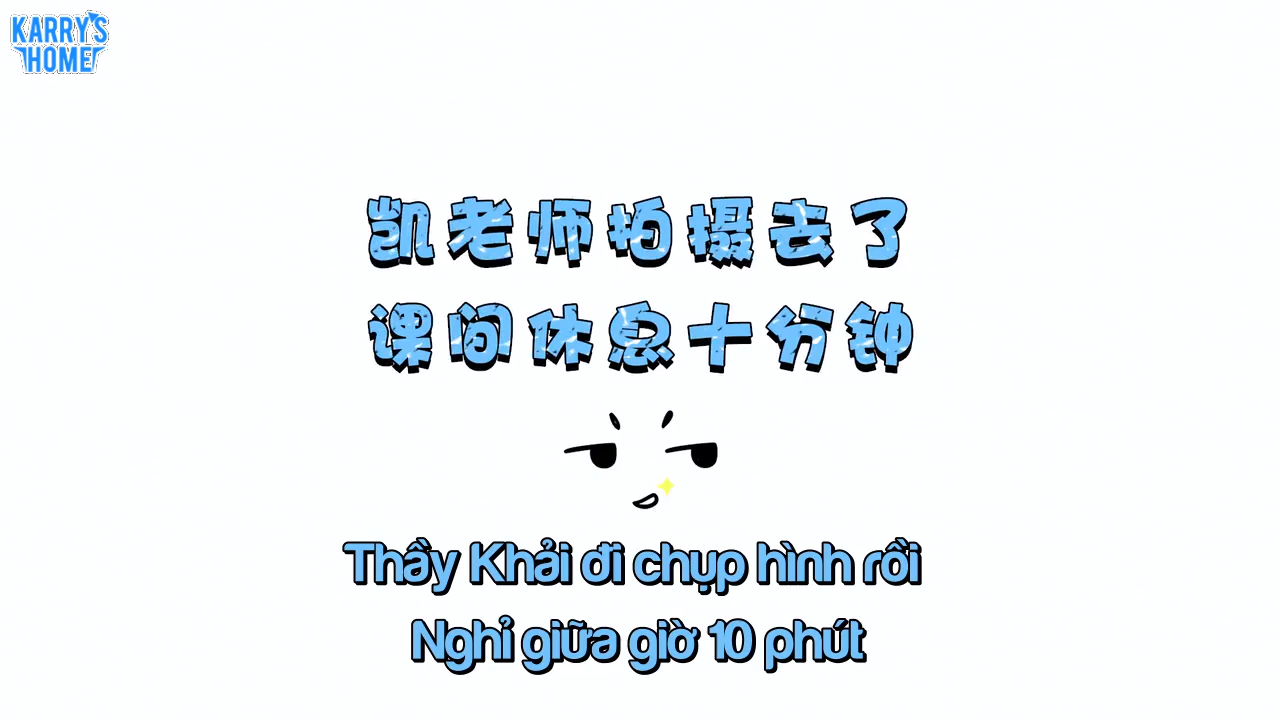 KARRY'S
HOME
凯老师拍摄去了
课间休息十分钟
Thầy Khải đi chụp hình rồi
Nghỉ giữa giờ 10 phút